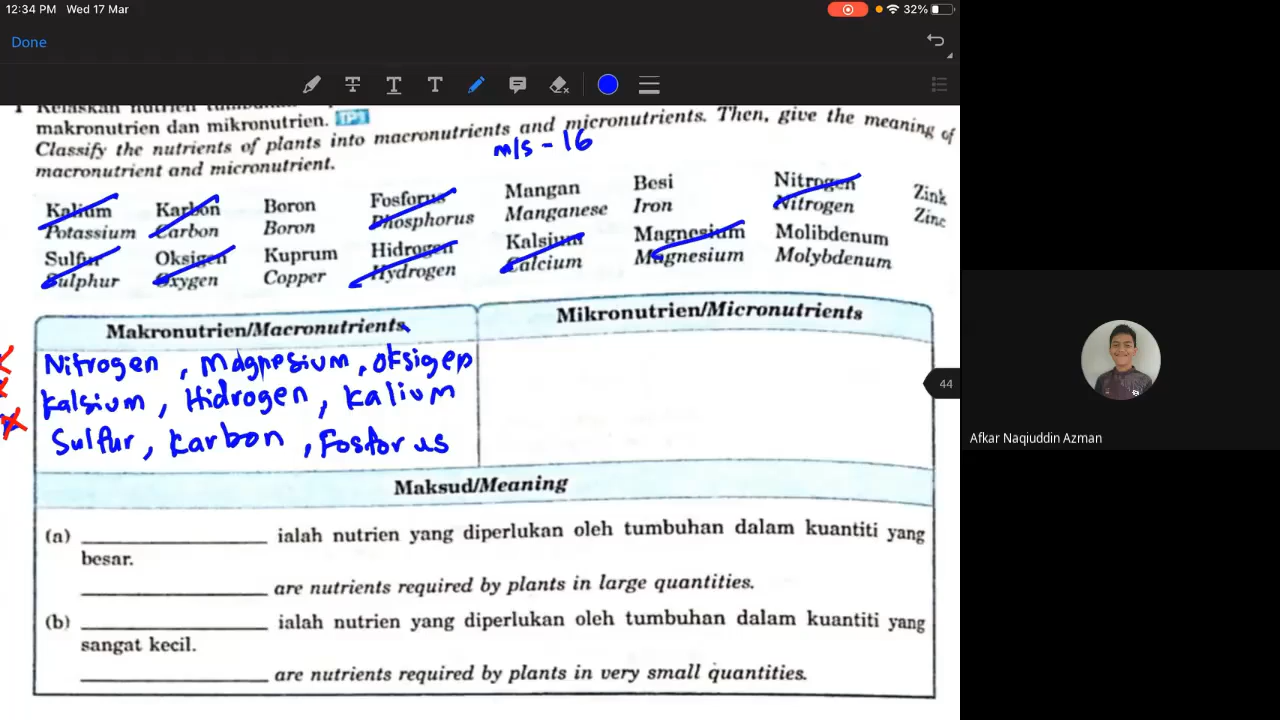 12:34 PM Wed 17 Mar
32%
Done
T T T
makronutrien dan mikronutrien. TP1
Classify the nutrients of plants into macronutrients and micronutrients. Then, give the meaning of
macronutrient and micronutrient.
m/s - 16
Kalium Karbon Boron Fosforus Mangan Besi Nitrogen Zink
Potassium Carbon Boron Phosphorus Manganese Iron Nitrogen Zinc
Sulfur Oksigen Kuprum Hidrogen Kalsium Magnesium Molibdenum
Sulphur Oxygen Copper Hydrogen Calcium Magnesium Molybdenum
Makronutrien/Macronutrients Mikronutrien/Micronutrients
Nitrogen , Magnesium, oksigen
Kalsium , Hidrogen , Kalium
Sulfur, Karbon , Fosforus
44
Afkar Naqiuddin Azman
Maksud/Meaning
(a) ____________ ialah nutrien yang diperlukan oleh tumbuhan dalam kuantiti yang
besar.
____________ are nutrients required by plants in large quantities.
(b) ____________ ialah nutrien yang diperlukan oleh tumbuhan dalam kuantiti yang
sangat kecil.
____________ are nutrients required by plants in very small quantities.